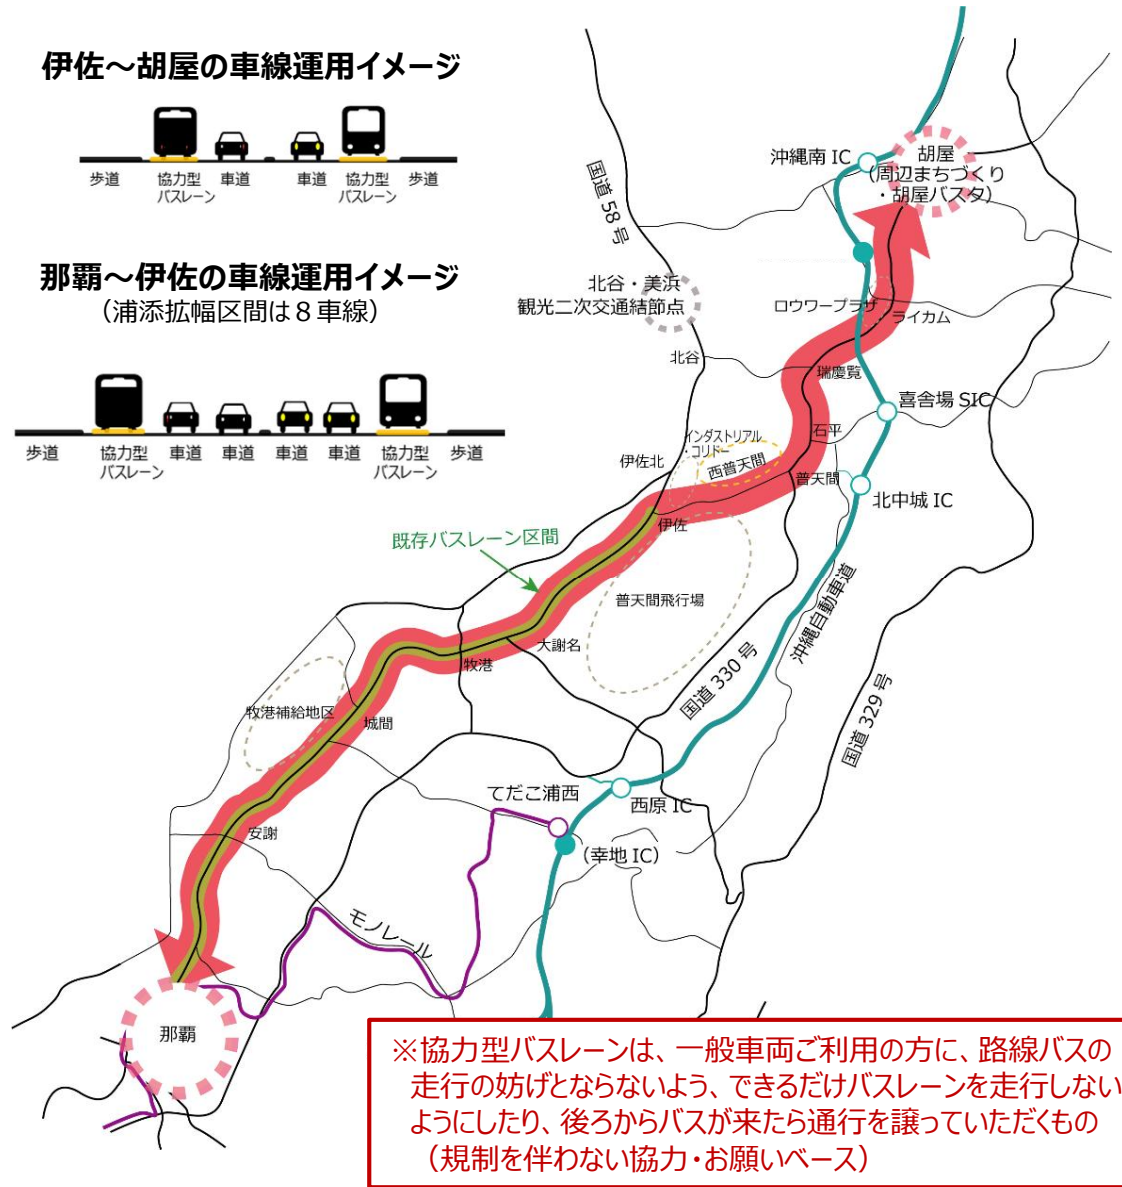 伊佐～胡屋の車線運用イメージ
歩道
協力型
バスレーン
車道
車道
協力型
バスレーン
歩道
那覇～伊佐の車線運用イメージ
（浦添拡幅区間は８車線）
歩道
協力型
バスレーン
車道
車道
車道
車道
協力型
バスレーン
歩道
沖縄南 IC
胡屋
(周辺まちづくり
・胡屋バスタ)
国道 58 号
北谷・美浜
観光二次交通結節点
ロウワープラザ
ライカム
北谷
瑞慶覧
喜舎場 SIC
石平
インダストリアル
・コリドー
西普天間
伊佐北
普天間
北中城 IC
伊佐
既存バスレーン区間
普天間飛行場
沖縄自動車道
大謝名
牧港
国道 330 号
国道 329 号
牧港補給地区
城間
てだこ浦西
西原 IC
安謝
(幸地 IC)
モノレール
那覇
※協力型バスレーンは、一般車両ご利用の方に、路線バスの
走行の妨げとならないよう、できるだけバスレーンを走行しない
ようにしたり、後ろからバスが来たら通行を譲っていただくもの
（規制を伴わない協力・お願いベース）